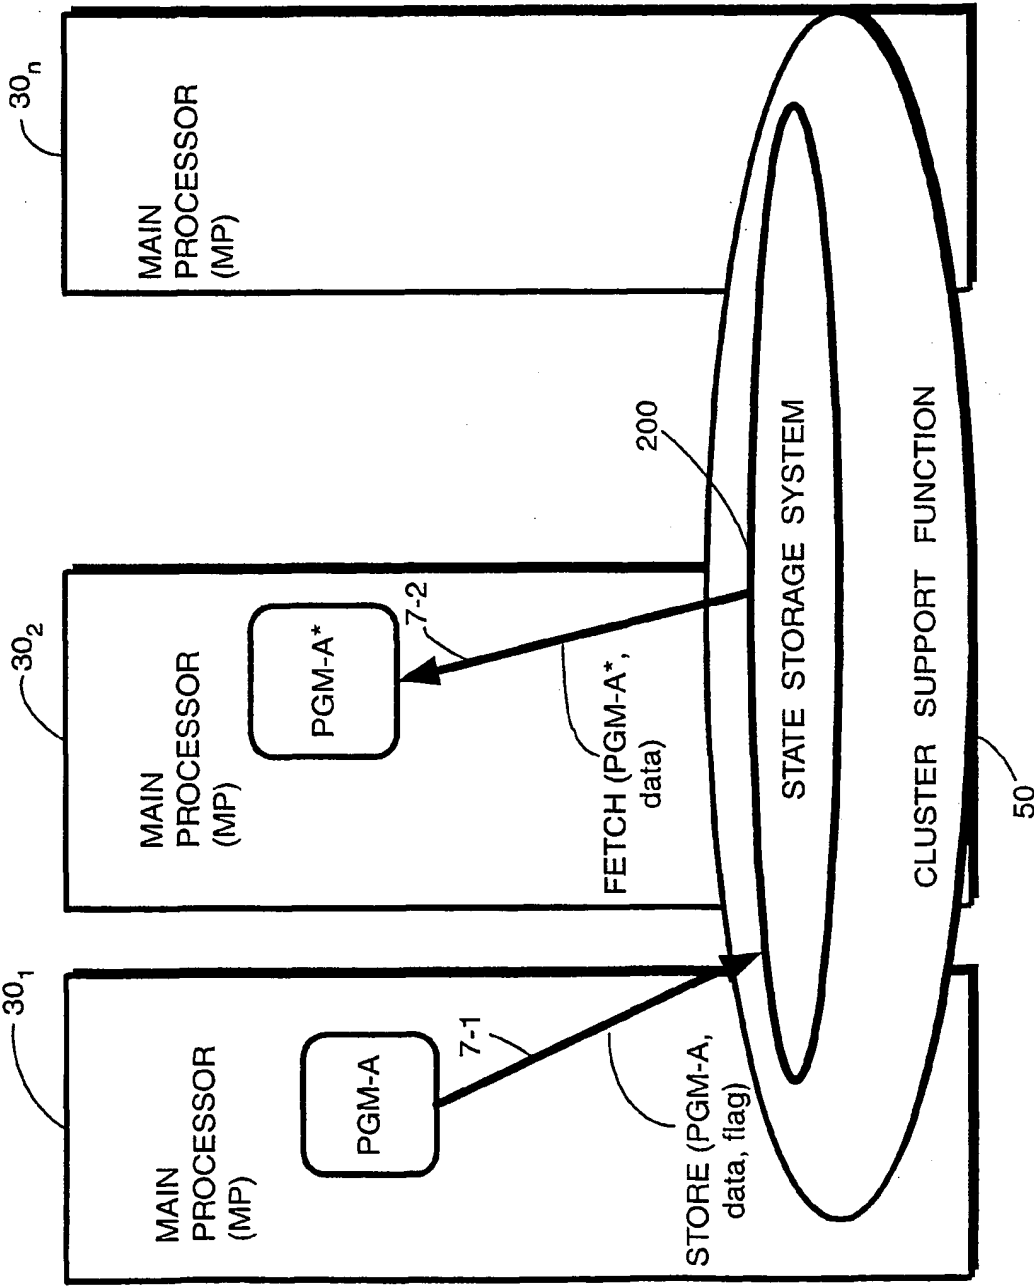 30₁
MAIN
PROCESSOR
(MP)
PGM-A
7-1
STORE (PGM-A,
data, flag)
30₂
MAIN
PROCESSOR
(MP)
PGM-A*
7-2
FETCH (PGM-A*,
data)
30ₙ
MAIN
PROCESSOR
(MP)
200
STATE STORAGE SYSTEM
CLUSTER SUPPORT FUNCTION
50